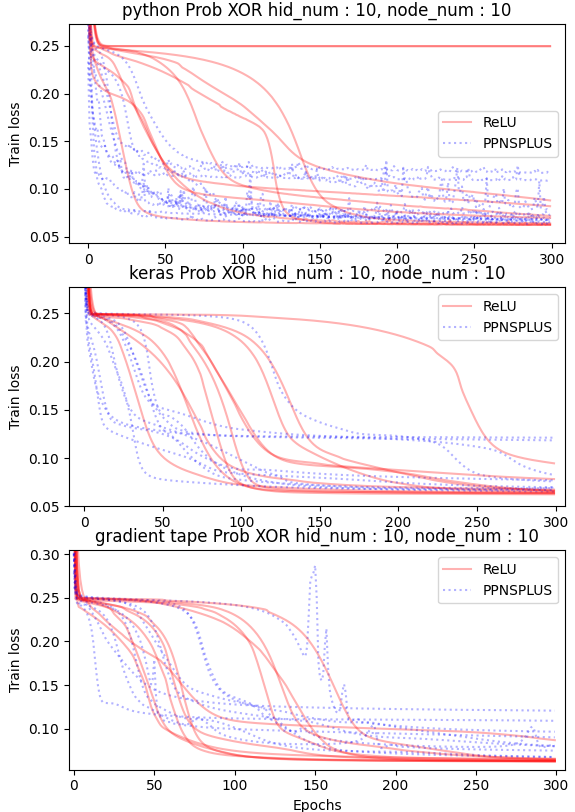 python Prob XOR hid_num : 10, node_num : 10
0.25
0.20
0.15
0.10
0.05
Train loss
ReLU
PPNSPLUS
0 50 100 150 200 250 300
keras Prob XOR hid_num : 10, node_num : 10
0.25
0.20
0.15
0.10
0.05
Train loss
ReLU
PPNSPLUS
0 50 100 150 200 250 300
gradient tape Prob XOR hid_num : 10, node_num : 10
0.30
0.25
0.20
0.15
0.10
Train loss
ReLU
PPNSPLUS
0 50 100 150 200 250 300
Epochs